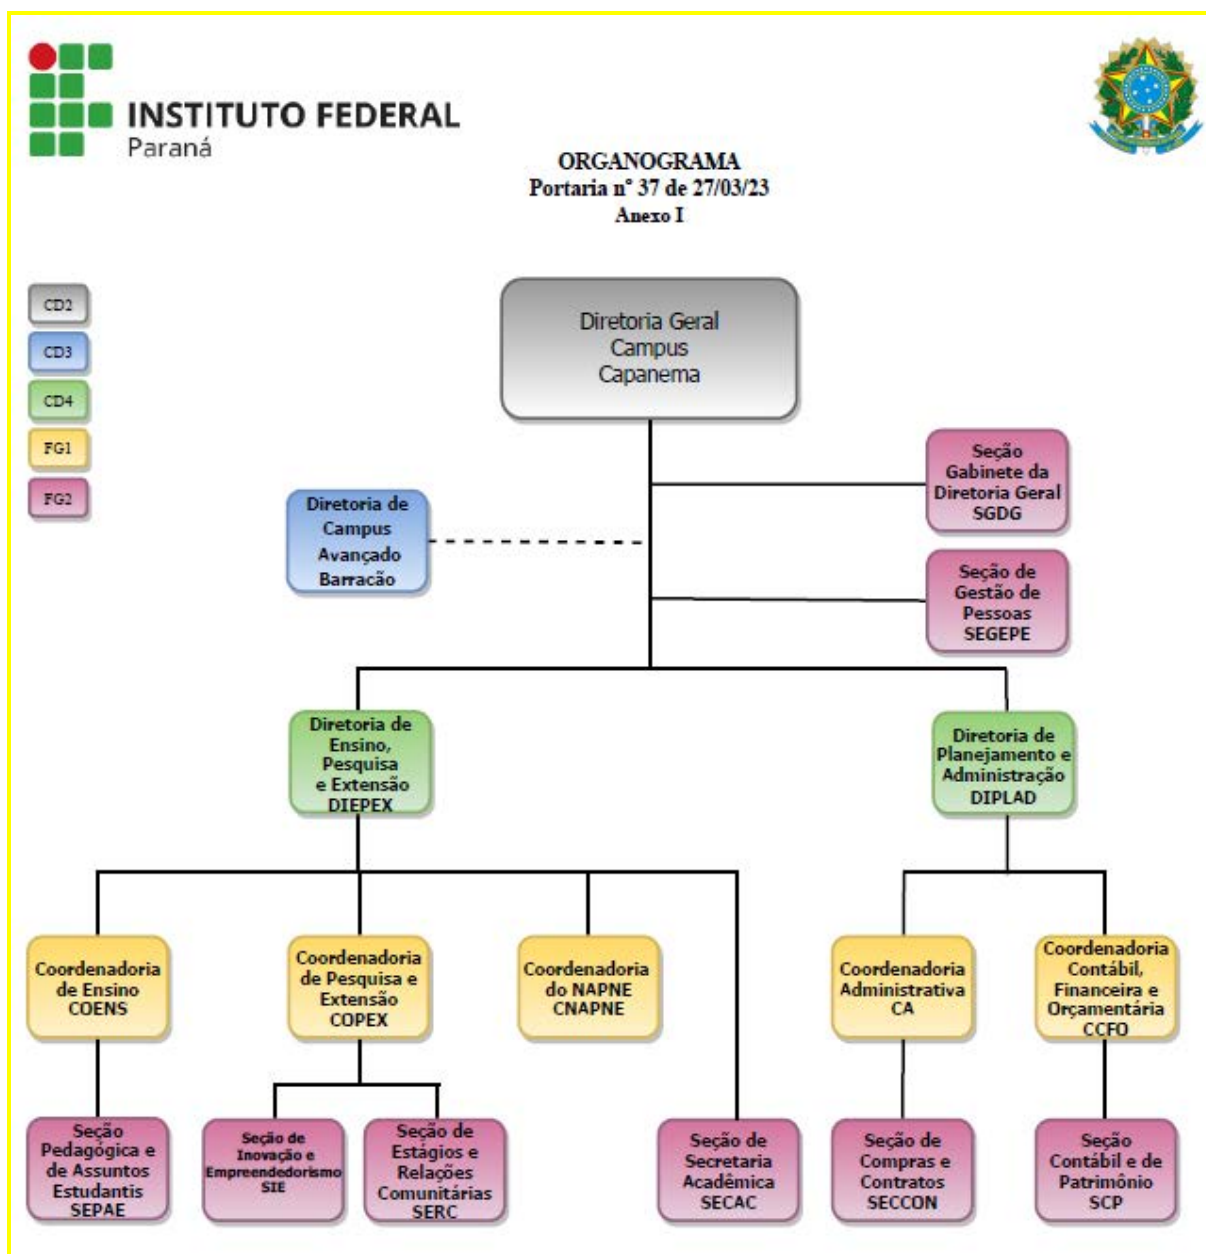 INSTITUTO FEDERAL
Paraná
ORGANOGRAMA
Portaria n° 37 de 27/03/23
Anexo I
CD2
CD3
CD4
FG1
FG2
Diretoria Geral
Campus
Capanema
Seção
Gabinete da
Diretoria Geral
SGDG
Diretoria de
Campus
Avançado
Barracão
Seção de
Gestão de
Pessoas
SEGEPE
Diretoria de
Ensino,
Pesquisa
e Extensão
DIEPEX
Diretoria de
Planejamento e
Administração
DIPLAD
Coordenadoria
de Ensino
COENS
Coordenadoria
de Pesquisa e
Extensão
COPEX
Coordenadoria
do NAPNE
CNAPNE
Coordenadoria
Administrativa
CA
Coordenadoria
Contábil,
Financeira e
Orçamentária
CCFO
Seção
Pedagógica e
de Assuntos
Estudantis
SEPAE
Seção de
Inovação e
Empreendedorismo
SIE
Seção de
Estágios e
Relações
Comunitárias
SERC
Seção de
Secretaria
Acadêmica
SECAC
Seção de
Compras e
Contratos
SECCON
Seção
Contábil e de
Patrimônio
SCP